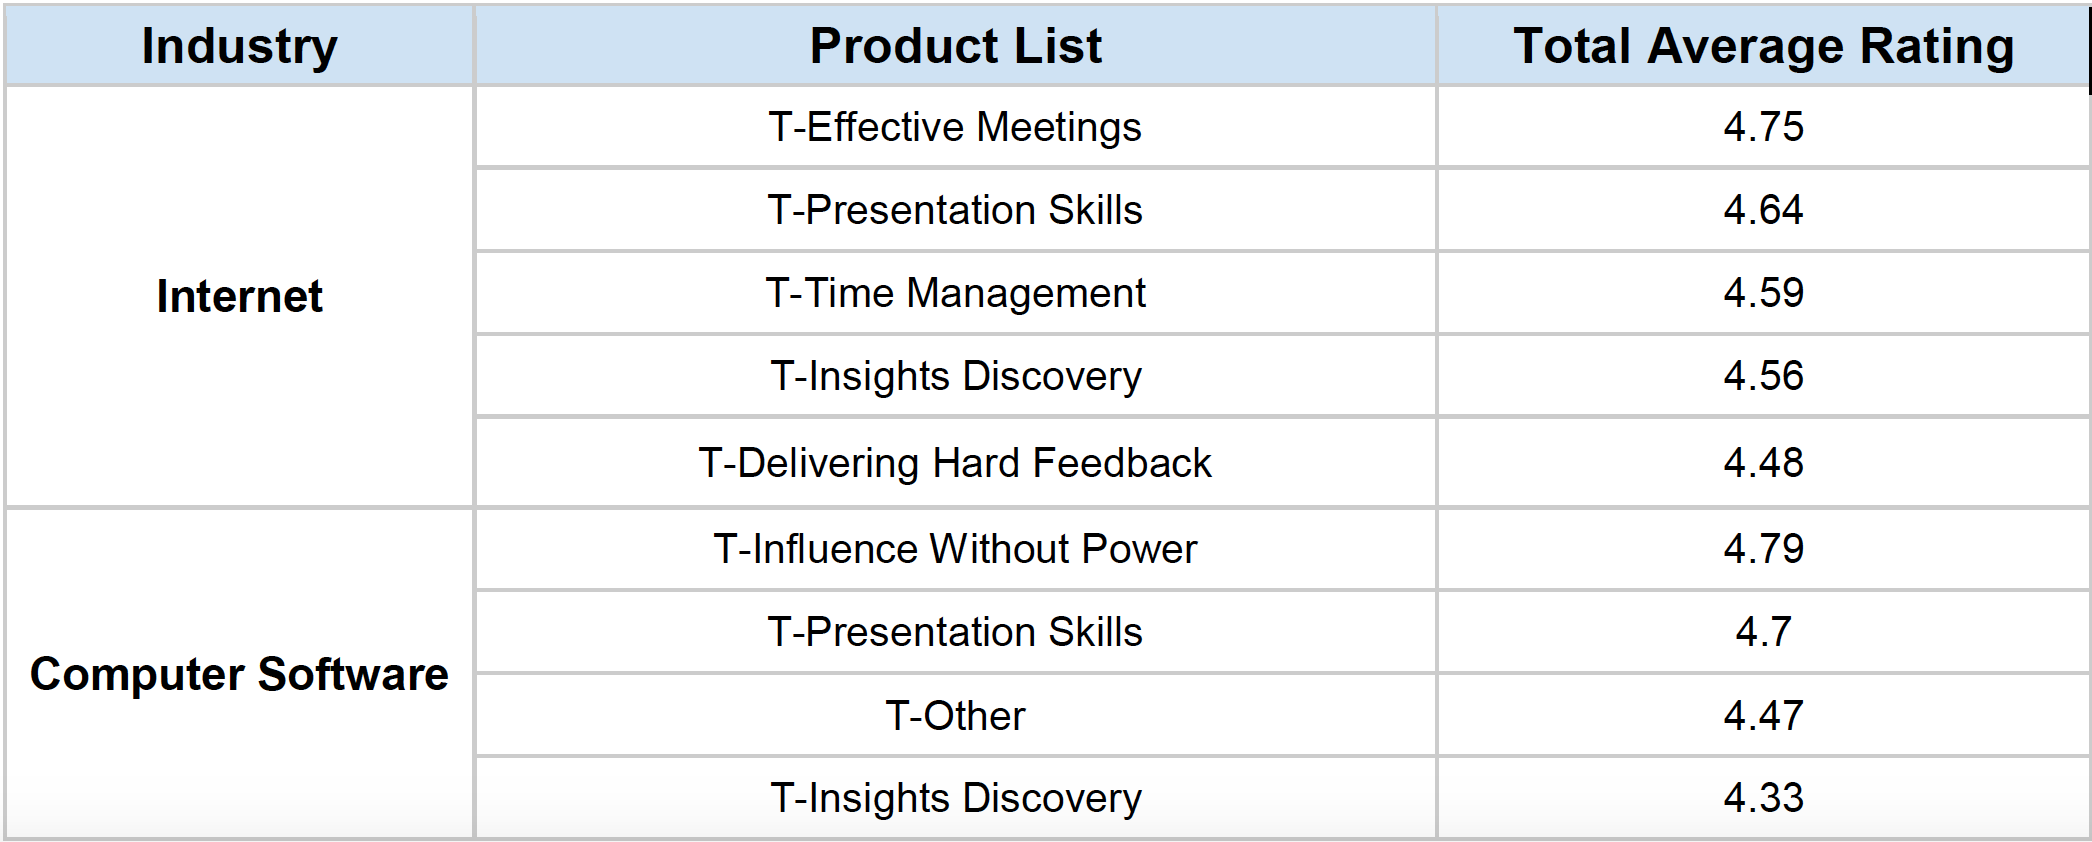 Industry Product List Total Average Rating
Internet
T-Effective Meetings 4.75
T-Presentation Skills 4.64
T-Time Management 4.59
T-Insights Discovery 4.56
T-Delivering Hard Feedback 4.48
Computer Software
T-Influence Without Power 4.79
T-Presentation Skills 4.7
T-Other 4.47
T-Insights Discovery 4.33